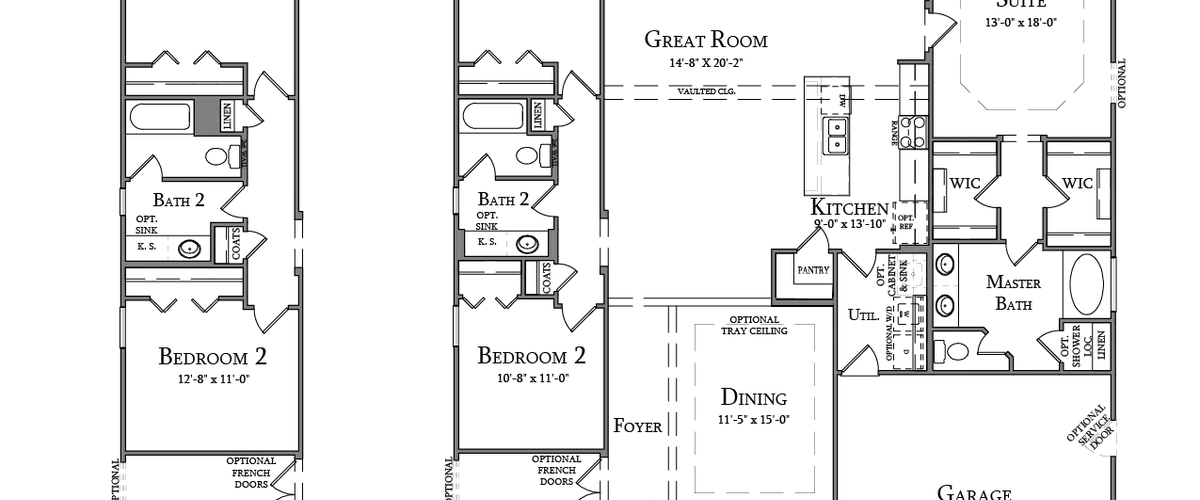 LINEN
2x6 WALL
BATH 2
OPT.
SINK
K. S.
COATS
BEDROOM 2
12'-8" x 11'-0"
OPTIONAL
OPTIONAL
FRENCH
DOORS
LINEN
2x6 WALL
BATH 2
OPT.
SINK
K. S.
COATS
BEDROOM 2
10'-8" x 11'-0"
OPTIONAL
OPTIONAL
FRENCH
DOORS
GREAT ROOM
14'-8" X 20'-2"
VAULTED CLG.
DW
RANGE
KITCHEN
9'-0" x 13'-10"
OPT.
REF
PANTRY
SUITE
13'-0" x 18'-0"
OPTIONAL
WIC
WIC
OPT.
CABINET
& SINK
UTIL.
OPTIONAL W/D
W
D
MASTER
BATH
OPT.
SHOWER
LOC.
LINEN
OPTIONAL
TRAY CEILING
DINING
11'-5" x 15'-0"
FOYER
OPTIONAL
SERVICE
DOOR
GARAGE